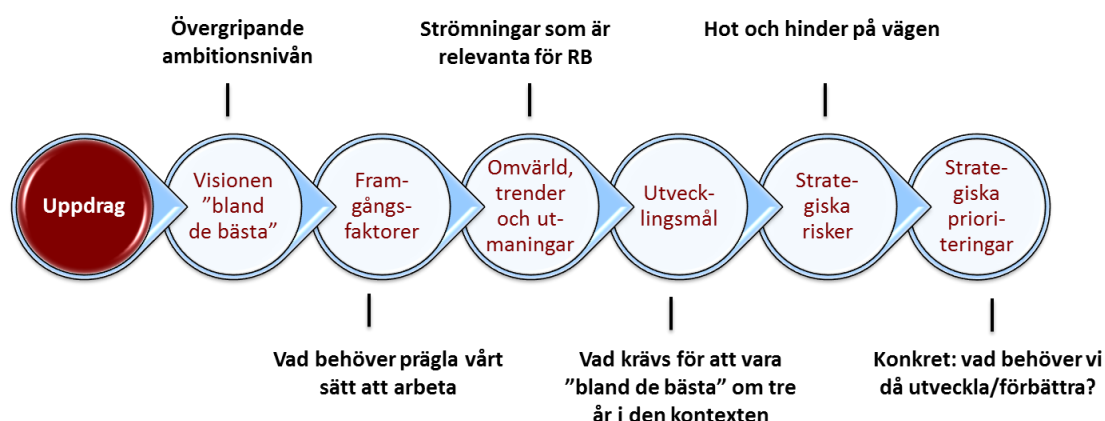 Övergripande
ambitionsnivån
Strömningar som är
relevanta för RB
Hot och hinder på vägen
Uppdrag
Visionen
”bland
de bästa”
Fram-
gångs-
faktorer
Omvärld,
trender
och ut-
maningar
Utveck-
lingsmål
Strate-
giska
risker
Strate-
giska
priori-
teringar
Vad behöver prägla vårt
sätt att arbeta
Vad krävs för att vara
”bland de bästa” om tre
år i den kontexten
Konkret: vad behöver vi
då utveckla/förbättra?